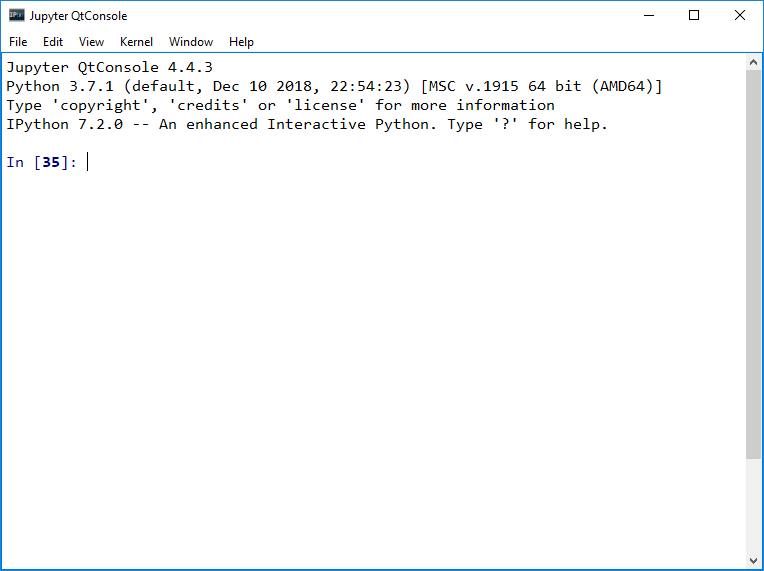 Jupyter QtConsole
File Edit View Kernel Window Help
Jupyter QtConsole 4.4.3
Python 3.7.1 (default, Dec 10 2018, 22:54:23) [MSC v.1915 64 bit (AMD64)]
Type 'copyright', 'credits' or 'license' for more information
IPython 7.2.0 -- An enhanced Interactive Python. Type '?' for help.
In [35]: